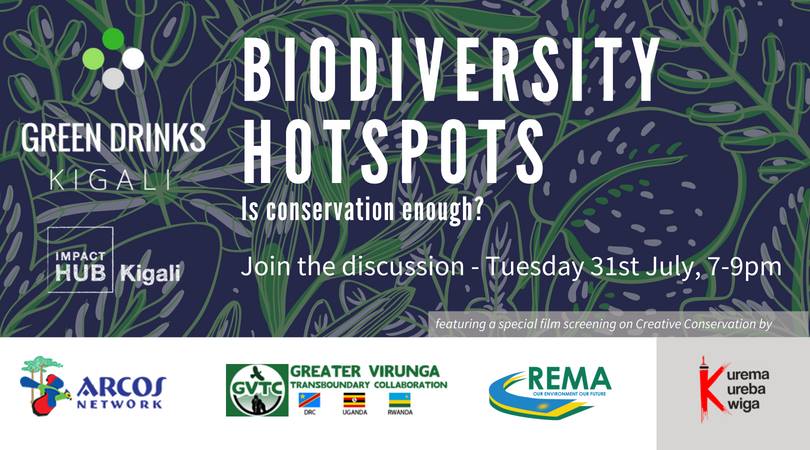 GREEN DRINKS
KIGALI
IMPACT
HUB Kigali
BIODIVERSITY
HOTSPOTS
Is conservation enough?
Join the discussion - Tuesday 31st July, 7-9pm
featuring a special film screening on Creative Conservation by
ARCOS
NETWORK
GVTC
GREATER VIRUNGA
TRANSBOUNDARY COLLABORATION
DRC UGANDA RWANDA
REMA
OUR ENVIRONMENT OUR FUTURE
Kurema
Kureba
Kwiga